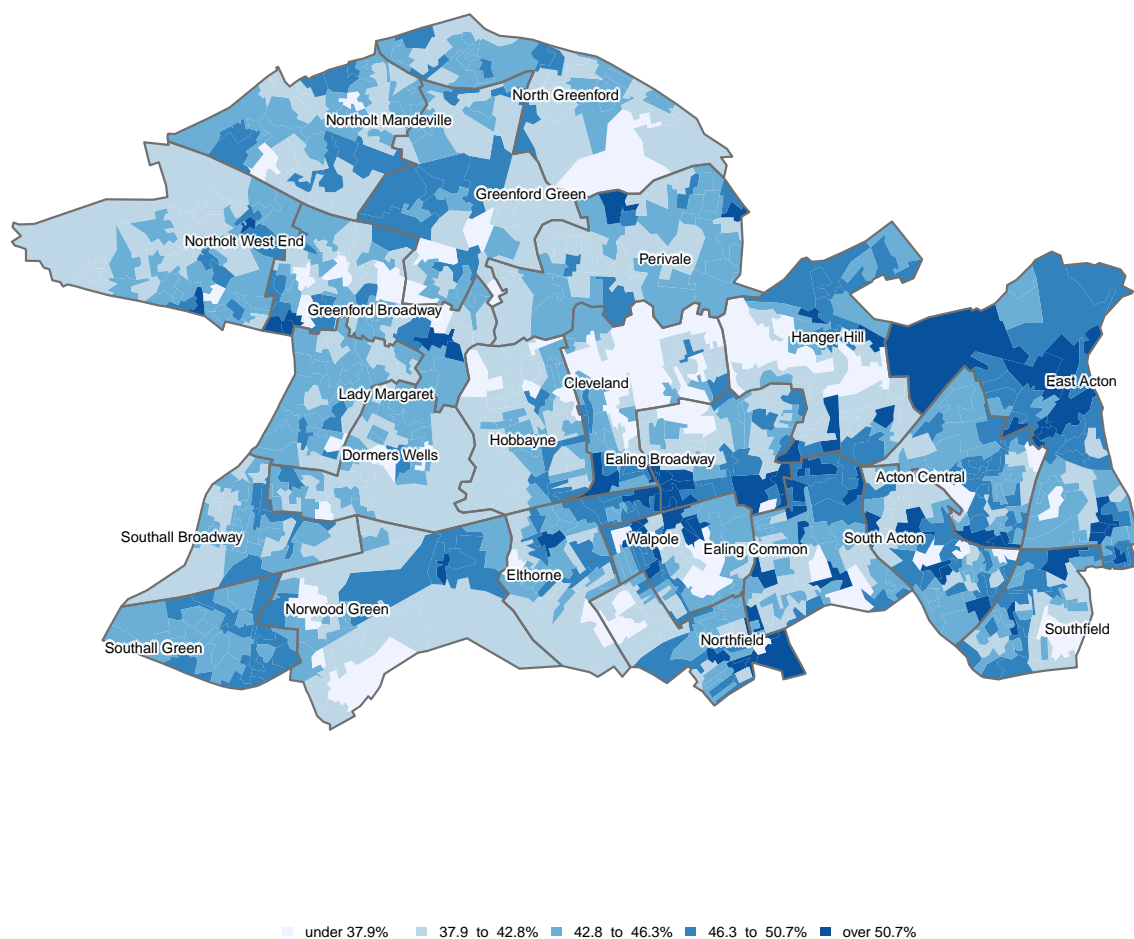 North Greenford
Northolt Mandeville
Greenford Green
Northolt West End
Perivale
Greenford Broadway
Hanger Hill
East Acton
Cleveland
Lady Margaret
Hobbayne
Dormers Wells
Ealing Broadway
Acton Central
Southall Broadway
Walpole
Ealing Common
South Acton
Elthorne
Norwood Green
Southfield
Northfield
Southall Green
under 37.9%
37.9 to 42.8%
42.8 to 46.3%
46.3 to 50.7%
over 50.7%